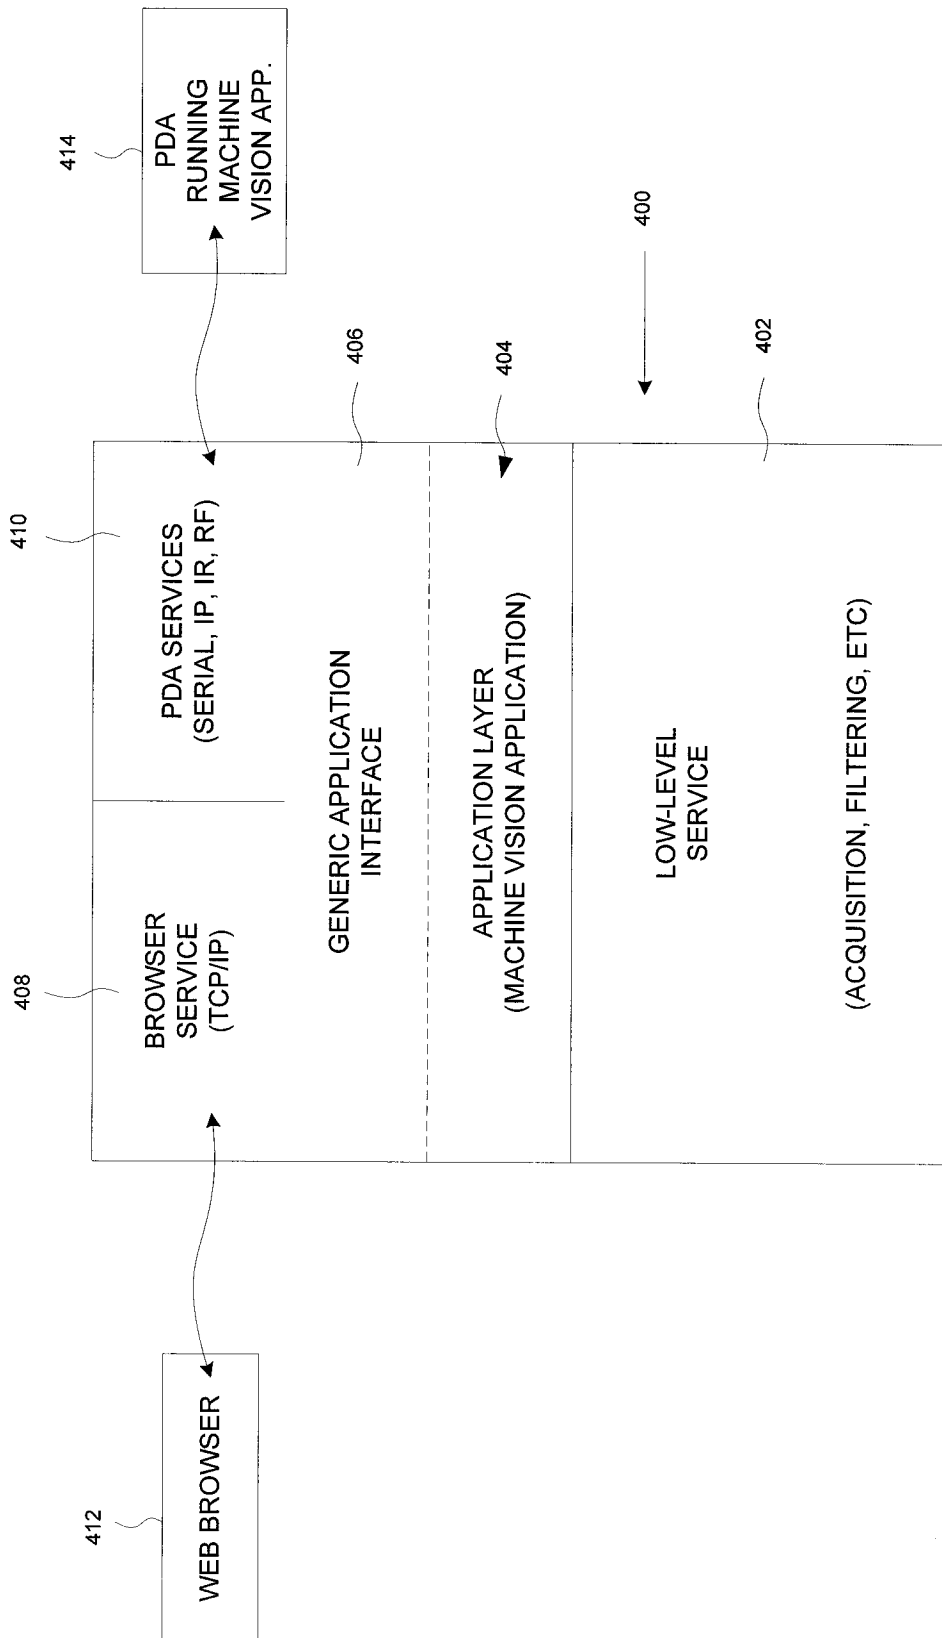 412
WEB BROWSER
408
BROWSER
SERVICE
(TCP/IP)
410
PDA SERVICES
(SERIAL, IP, IR, RF)
414
PDA
RUNNING
MACHINE
VISION APP.
GENERIC APPLICATION
INTERFACE
406
APPLICATION LAYER
(MACHINE VISION APPLICATION)
404
400
LOW-LEVEL
SERVICE
402
(ACQUISITION, FILTERING, ETC)